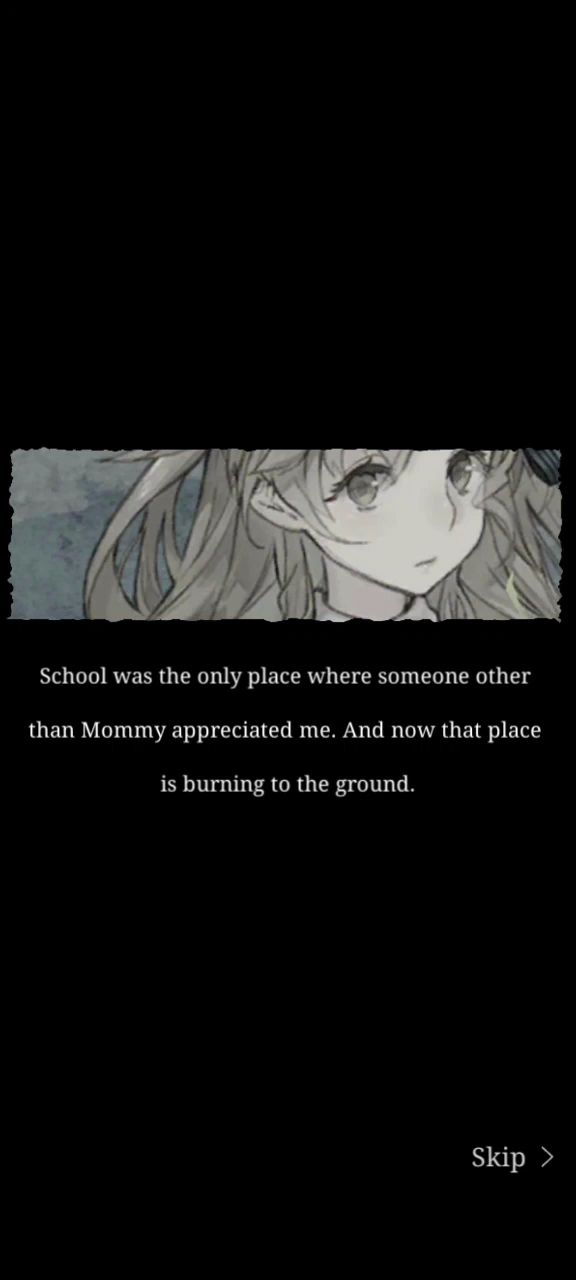 School was the only place where someone other
than Mommy appreciated me. And now that place
is burning to the ground.
Skip